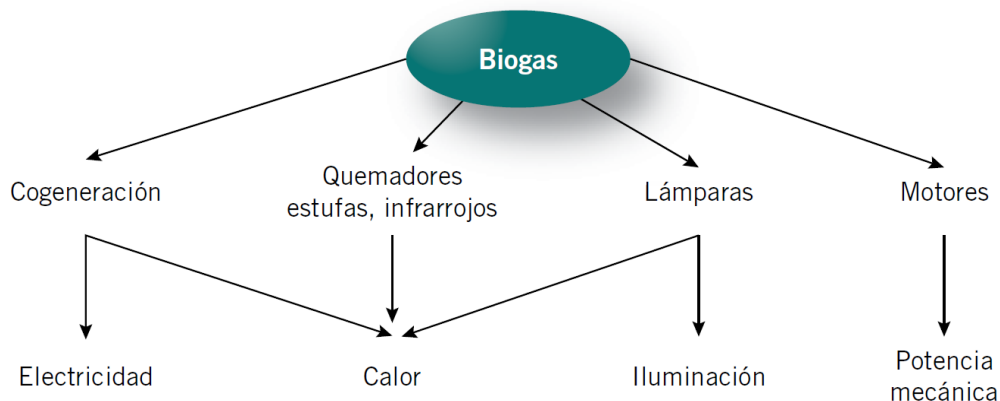 Biogas
Cogeneración
Quemadores
estufas, infrarrojos
Lámparas
Motores
Electricidad
Calor
Iluminación
Potencia
mecánica